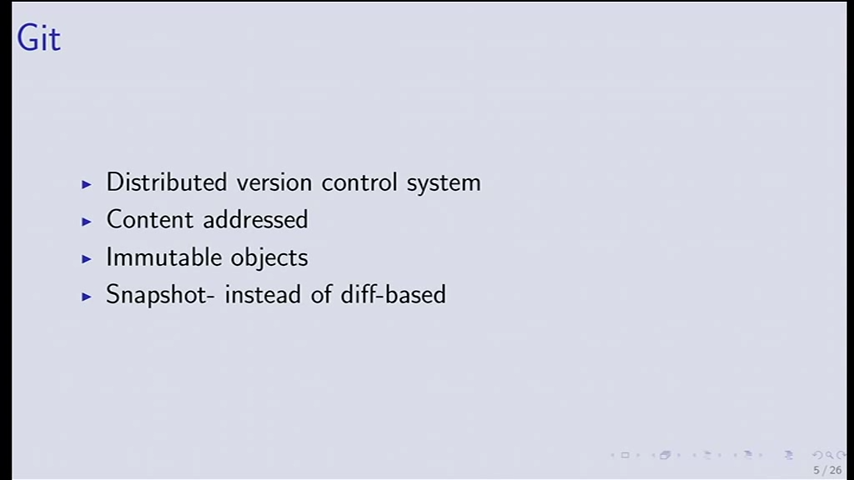 Git
Distributed version control system
Content addressed
Immutable objects
Snapshot- instead of diff-based
5 / 26